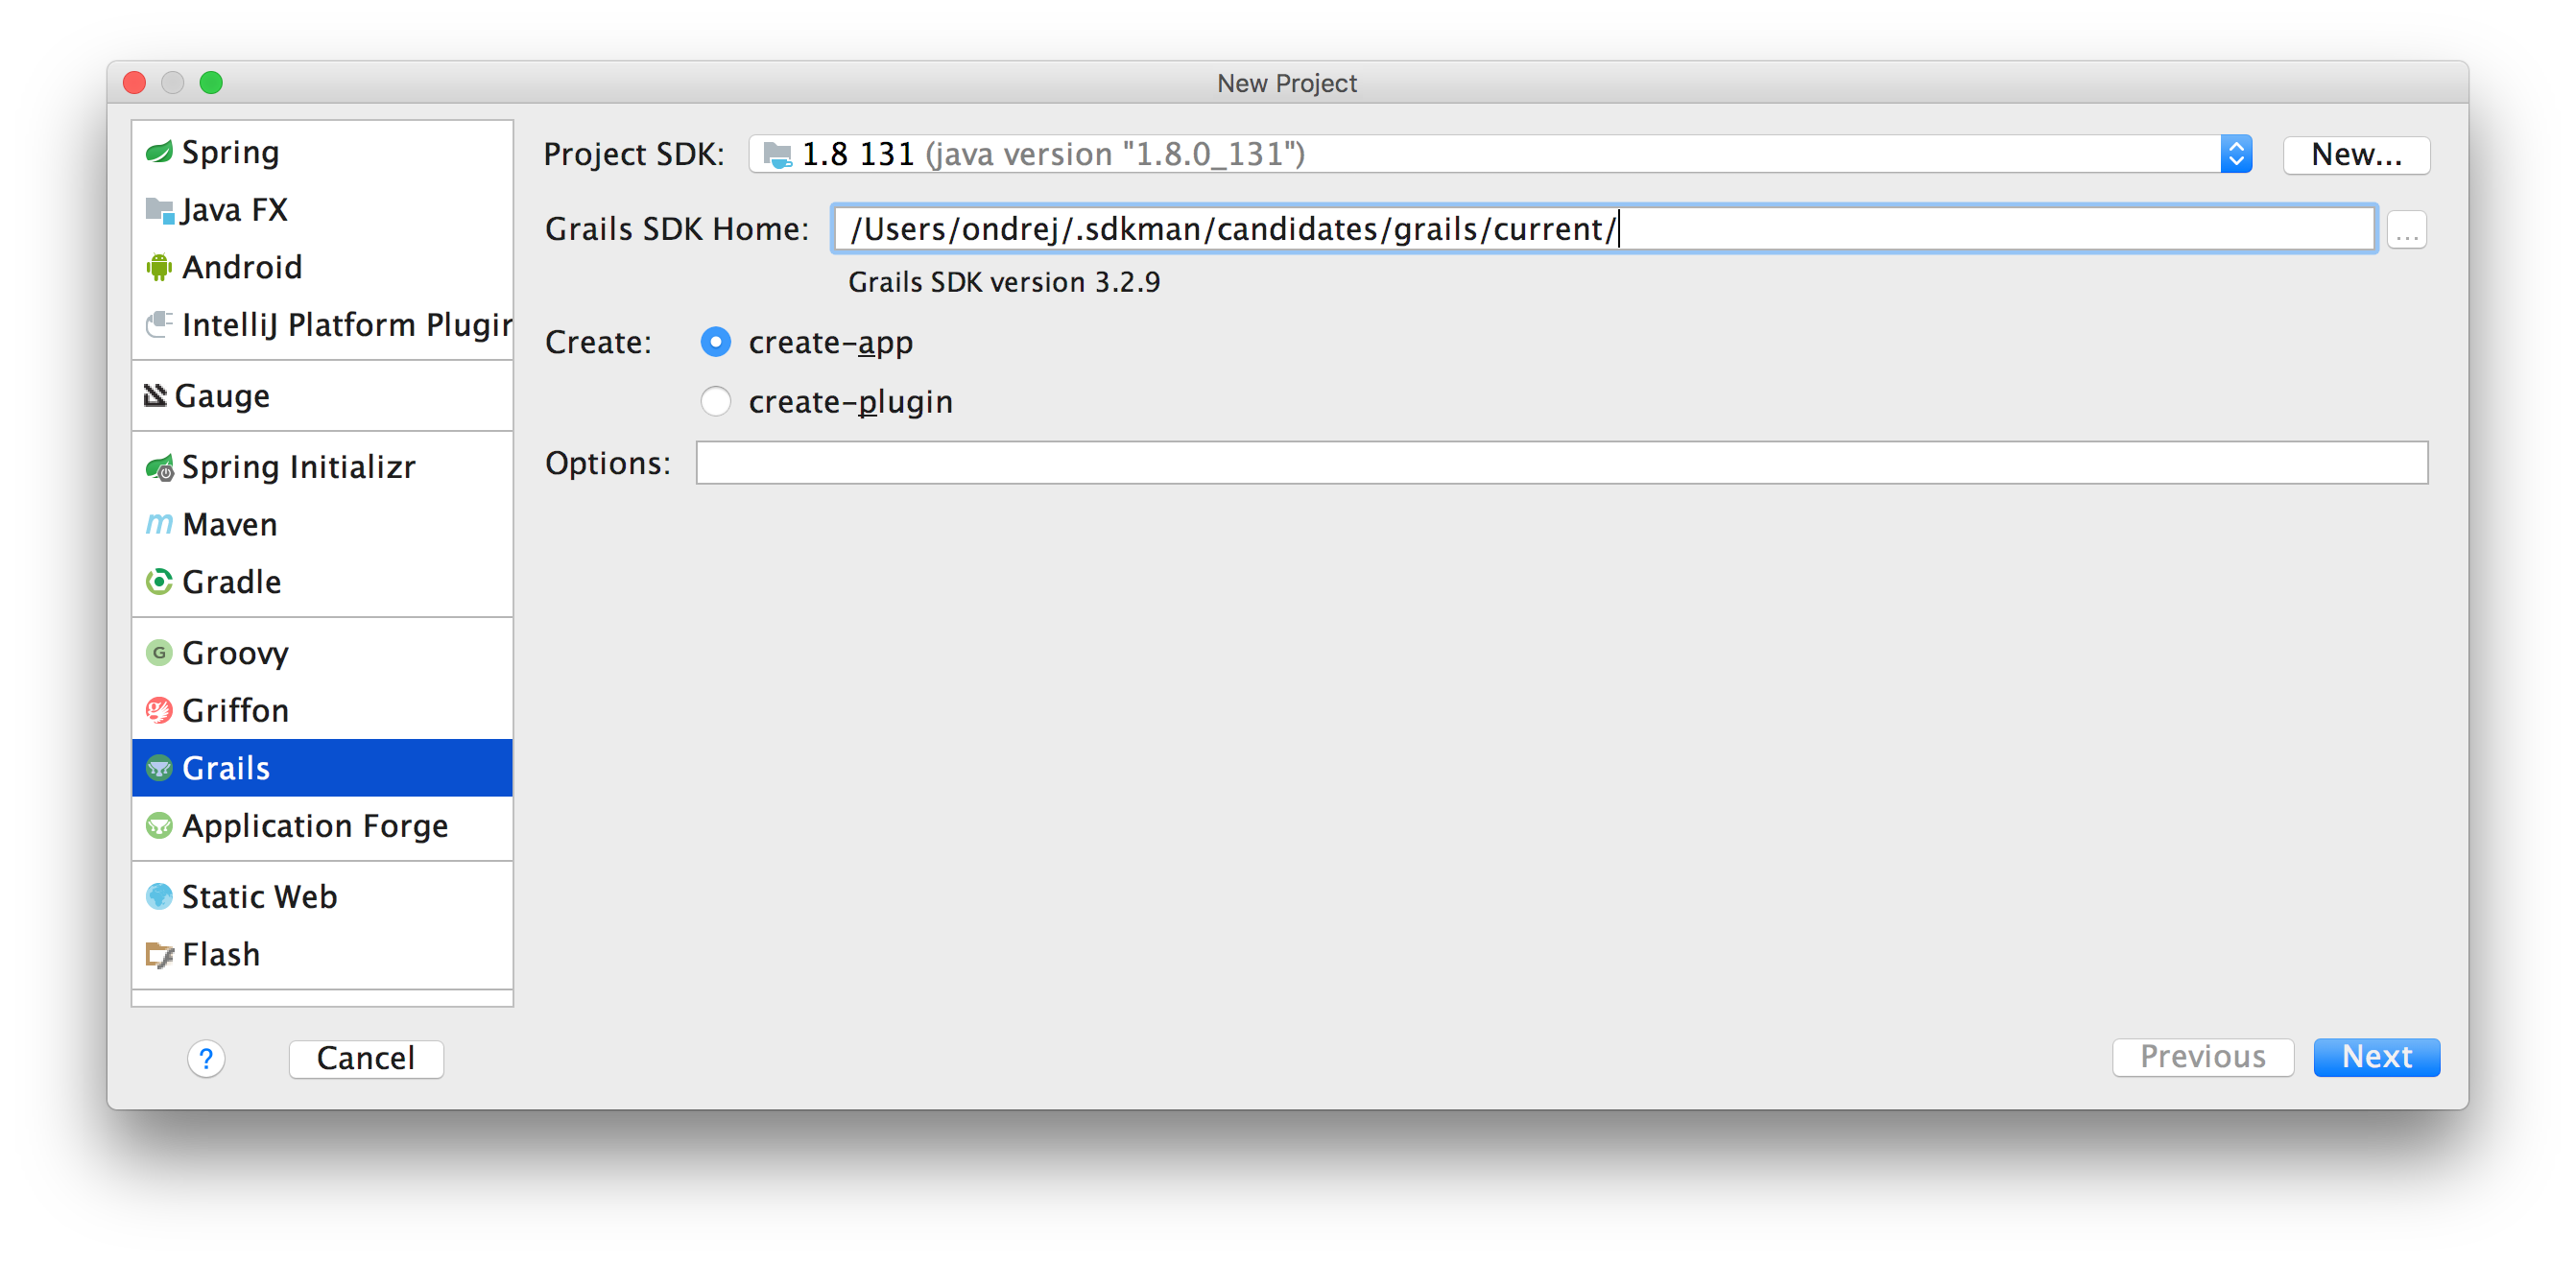 New Project
Spring
Java FX
Android
IntelliJ Platform Plugin
Gauge
Spring Initializr
Maven
Gradle
G Groovy
Griffon
Grails
Application Forge
Static Web
Flash
Project SDK: 1.8 131 (java version "1.8.0_131") New...
Grails SDK Home: /Users/ondrej/.sdkman/candidates/grails/current/ ...
Grails SDK version 3.2.9
Create: create-app
create-plugin
Options:
? Cancel Previous Next